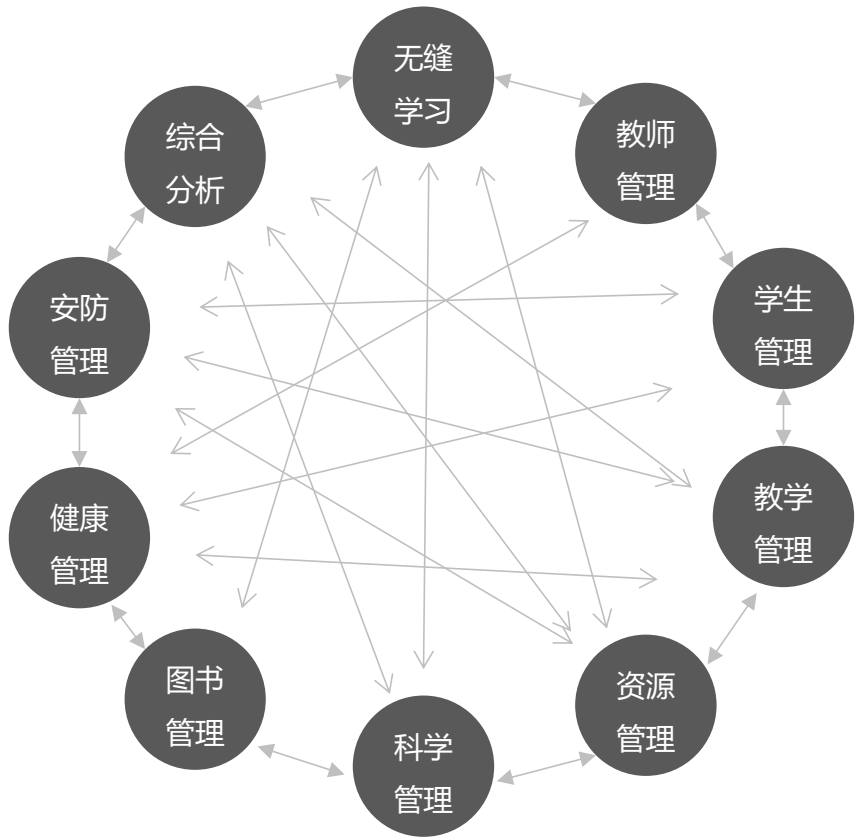 无缝
学习
综合
分析
教师
管理
安防
管理
学生
管理
健康
管理
教学
管理
图书
管理
资源
管理
科学
管理